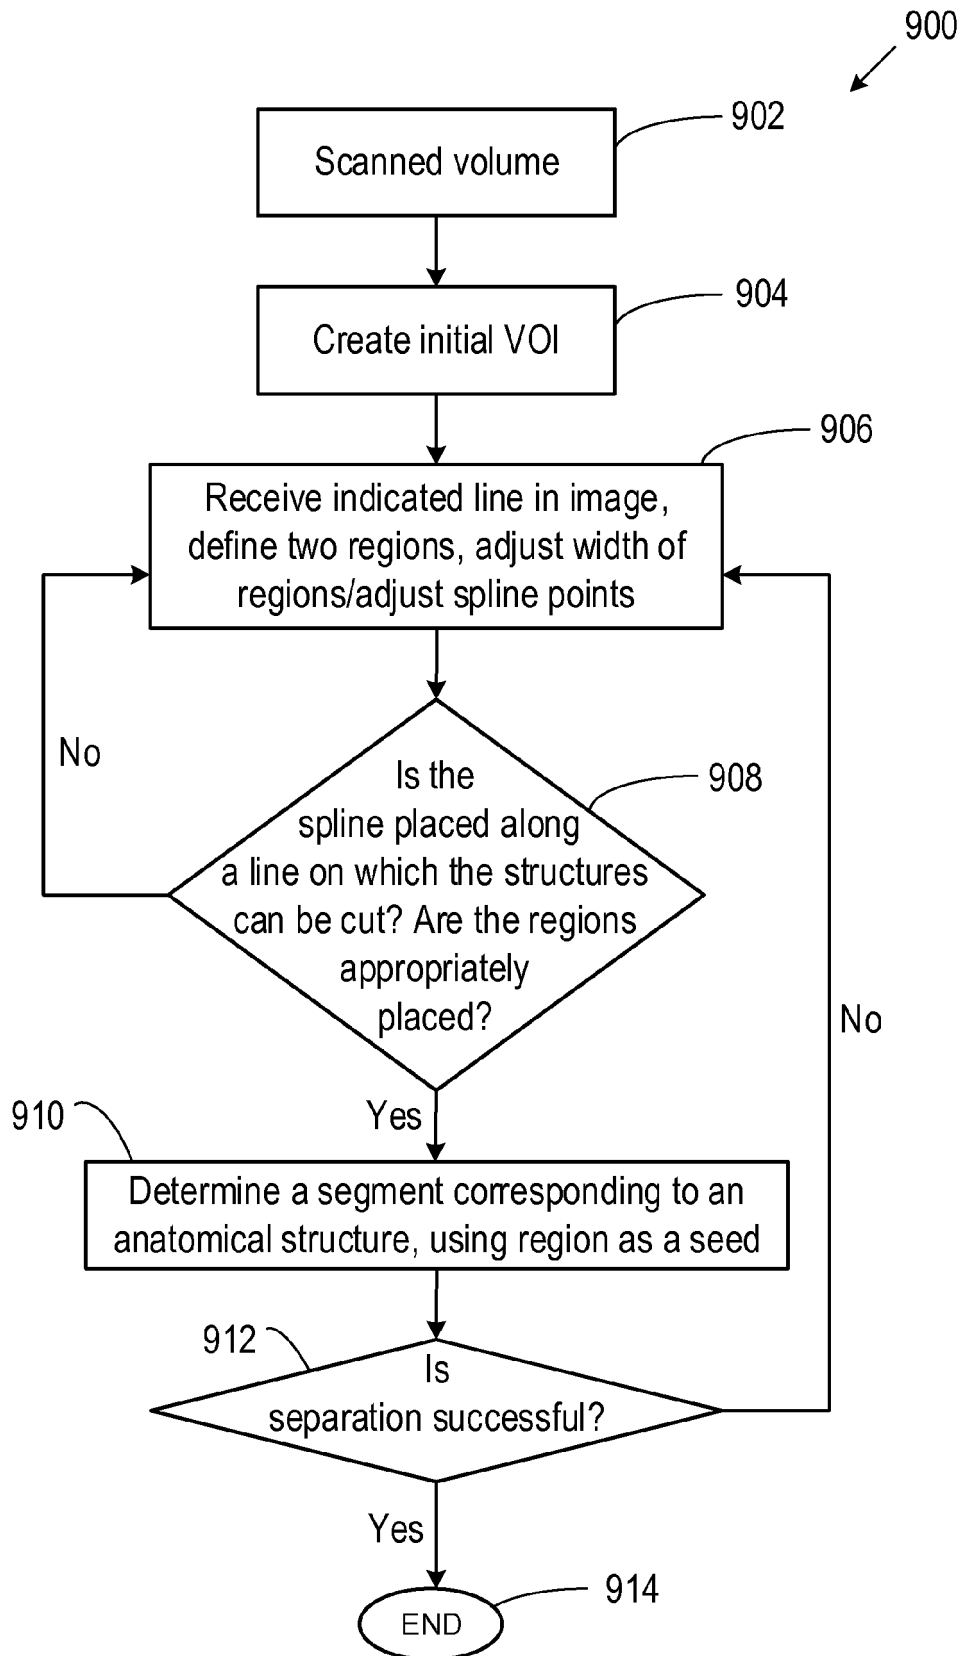 900
902
Scanned volume
904
Create initial VOI
906
Receive indicated line in image,
define two regions, adjust width of
regions/adjust spline points
No
908
Is the
spline placed along
a line on which the structures
can be cut? Are the regions
appropriately
placed?
No
Yes
910
Determine a segment corresponding to an
anatomical structure, using region as a seed
912
Is
separation successful?
Yes
914
END